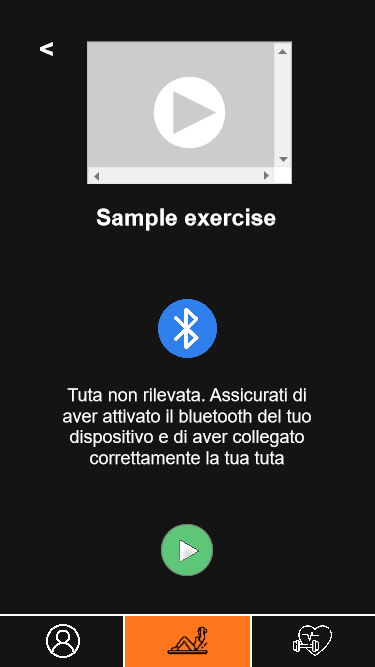 <
Sample exercise
Tuta non rilevata. Assicurati di
aver attivato il bluetooth del tuo
dispositivo e di aver collegato
correttamente la tua tuta